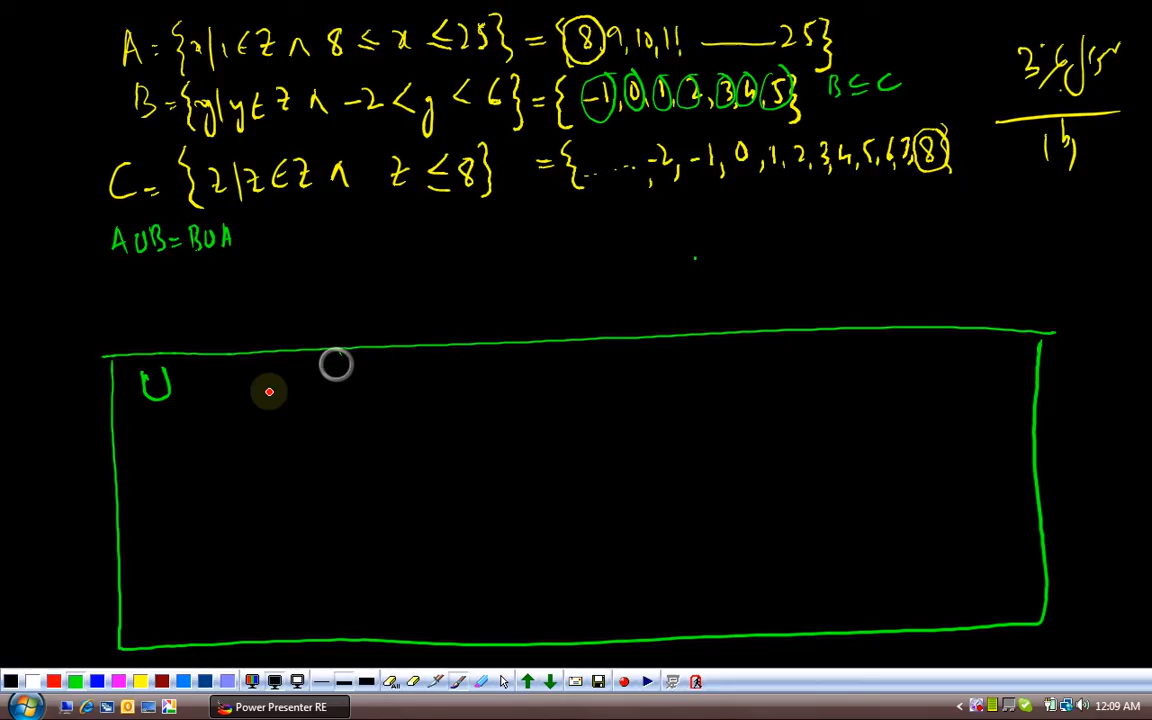 A = {x|x ∈ Z ∧ 8 ≤ x ≤ 25} = {8, 9, 10, 11 ——— 25}
B = {y|y ∈ Z ∧ -2 < y < 6} = {-1, 0, 1, 2, 3, 4, 5} B ⊆ C
C = {z|z ∈ Z ∧ z ≤ 8} = {......-2, -1, 0, 1, 2, 3, 4, 5, 6, 7, 8}
A ∪ B = B ∪ A
U
Power Presenter RE
12:09 AM